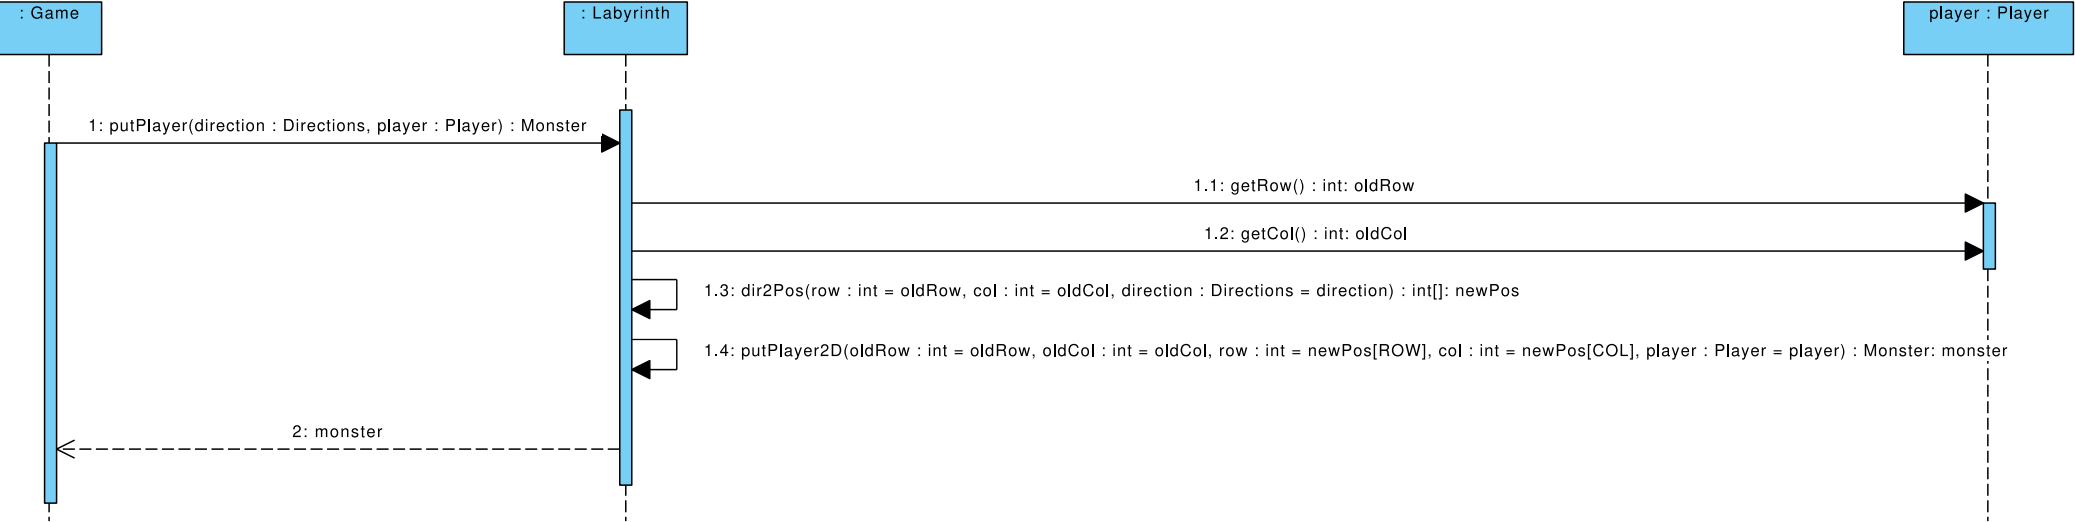 : Game
: Labyrinth
player : Player
1: putPlayer(direction : Directions, player : Player) : Monster
1.1: getRow() : int: oldRow
1.2: getCol() : int: oldCol
1.3: dir2Pos(row : int = oldRow, col : int = oldCol, direction : Directions = direction) : int[]: newPos
1.4: putPlayer2D(oldRow : int = oldRow, oldCol : int = oldCol, row : int = newPos[ROW], col : int = newPos[COL], player : Player = player) : Monster: monster
2: monster